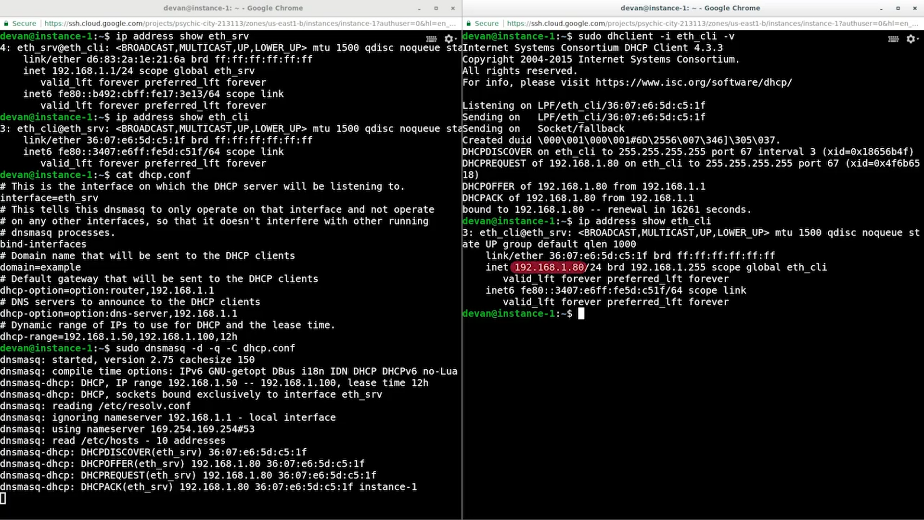 devan@instance-1: ~ - Google Chrome
Secure https://ssh.cloud.google.com/projects/psychic-city-213113/zones/us-east1-b/instances/instance-1?authuser=0&hl=en_...
devan@instance-1:~$ ip address show eth_srv
4: eth_srv@eth_cli: <BROADCAST,MULTICAST,UP,LOWER_UP> mtu 1500 qdisc noqueue sta
link/ether d6:83:2a:1e:21:6a brd ff:ff:ff:ff:ff:ff
inet 192.168.1.1/24 scope global eth_srv
valid_lft forever preferred_lft forever
inet6 fe80::b492:cbff:fe17:3e13/64 scope link
valid_lft forever preferred_lft forever
devan@instance-1:~$ ip address show eth_cli
3: eth_cli@eth_srv: <BROADCAST,MULTICAST,UP,LOWER_UP> mtu 1500 qdisc noqueue sta
link/ether 36:07:e6:5d:c5:1f brd ff:ff:ff:ff:ff:ff
inet6 fe80::3407:e6ff:fe5d:c51f/64 scope link
valid_lft forever preferred_lft forever
devan@instance-1:~$ cat dhcp.conf
# This is the interface on which the DHCP server will be listening to.
interface=eth_srv
# This tells this dnsmasq to only operate on that interface and not operate
# on any other interfaces, so that it doesn't interfere with other running
# dnsmasq processes.
bind-interfaces
# Domain name that will be sent to the DHCP clients
domain=example
# Default gateway that will be sent to the DHCP clients
dhcp-option=option:router,192.168.1.1
# DNS servers to announce to the DHCP clients
dhcp-option=option:dns-server,192.168.1.1
# Dynamic range of IPs to use for DHCP and the lease time.
dhcp-range=192.168.1.50,192.168.1.100,12h
devan@instance-1:~$ sudo dnsmasq -d -q -C dhcp.conf
dnsmasq: started, version 2.75 cachesize 150
dnsmasq: compile time options: IPv6 GNU-getopt DBus i18n IDN DHCP DHCPv6 no-Lua
dnsmasq-dhcp: DHCP, IP range 192.168.1.50 -- 192.168.1.100, lease time 12h
dnsmasq-dhcp: DHCP, sockets bound exclusively to interface eth_srv
dnsmasq: reading /etc/resolv.conf
dnsmasq: ignoring nameserver 192.168.1.1 - local interface
dnsmasq: using nameserver 169.254.169.254#53
dnsmasq: read /etc/hosts - 10 addresses
dnsmasq-dhcp: DHCPDISCOVER(eth_srv) 36:07:e6:5d:c5:1f
dnsmasq-dhcp: DHCPOFFER(eth_srv) 192.168.1.80 36:07:e6:5d:c5:1f
dnsmasq-dhcp: DHCPREQUEST(eth_srv) 192.168.1.80 36:07:e6:5d:c5:1f
dnsmasq-dhcp: DHCPACK(eth_srv) 192.168.1.80 36:07:e6:5d:c5:1f instance-1
devan@instance-1: ~ - Google Chrome
Secure https://ssh.cloud.google.com/projects/psychic-city-213113/zones/us-east1-b/instances/instance-1?authuser=0&hl=en_...
devan@instance-1:~$ sudo dhclient -i eth_cli -v
Internet Systems Consortium DHCP Client 4.3.3
Copyright 2004-2015 Internet Systems Consortium.
All rights reserved.
For info, please visit https://www.isc.org/software/dhcp/
Listening on LPF/eth_cli/36:07:e6:5d:c5:1f
Sending on   LPF/eth_cli/36:07:e6:5d:c5:1f
Sending on   Socket/fallback
Created duid \000\001\000\001#6D\2556\007\346]\305\037.
DHCPDISCOVER on eth_cli to 255.255.255.255 port 67 interval 3 (xid=0x18656b4f)
DHCPREQUEST of 192.168.1.80 on eth_cli to 255.255.255.255 port 67 (xid=0x4f6b65
18)
DHCPOFFER of 192.168.1.80 from 192.168.1.1
DHCPACK of 192.168.1.80 from 192.168.1.1
bound to 192.168.1.80 -- renewal in 16261 seconds.
devan@instance-1:~$ ip address show eth_cli
3: eth_cli@eth_srv: <BROADCAST,MULTICAST,UP,LOWER_UP> mtu 1500 qdisc noqueue st
ate UP group default qlen 1000
link/ether 36:07:e6:5d:c5:1f brd ff:ff:ff:ff:ff:ff
inet 192.168.1.80/24 brd 192.168.1.255 scope global eth_cli
valid_lft forever preferred_lft forever
inet6 fe80::3407:e6ff:fe5d:c51f/64 scope link
valid_lft forever preferred_lft forever
devan@instance-1:~$